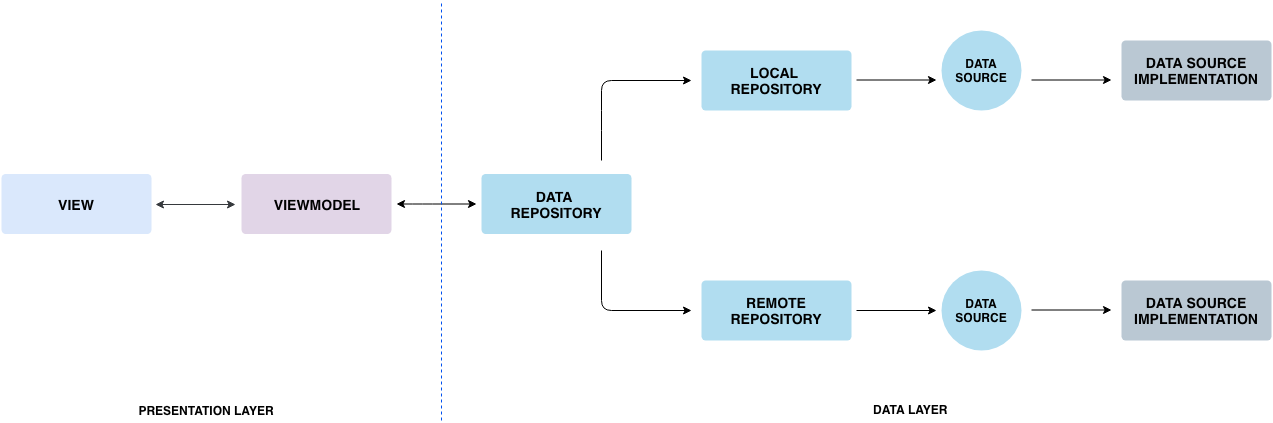 VIEW
VIEWMODEL
DATA
REPOSITORY
LOCAL
REPOSITORY
DATA
SOURCE
DATA SOURCE
IMPLEMENTATION
REMOTE
REPOSITORY
DATA
SOURCE
DATA SOURCE
IMPLEMENTATION
PRESENTATION LAYER
DATA LAYER